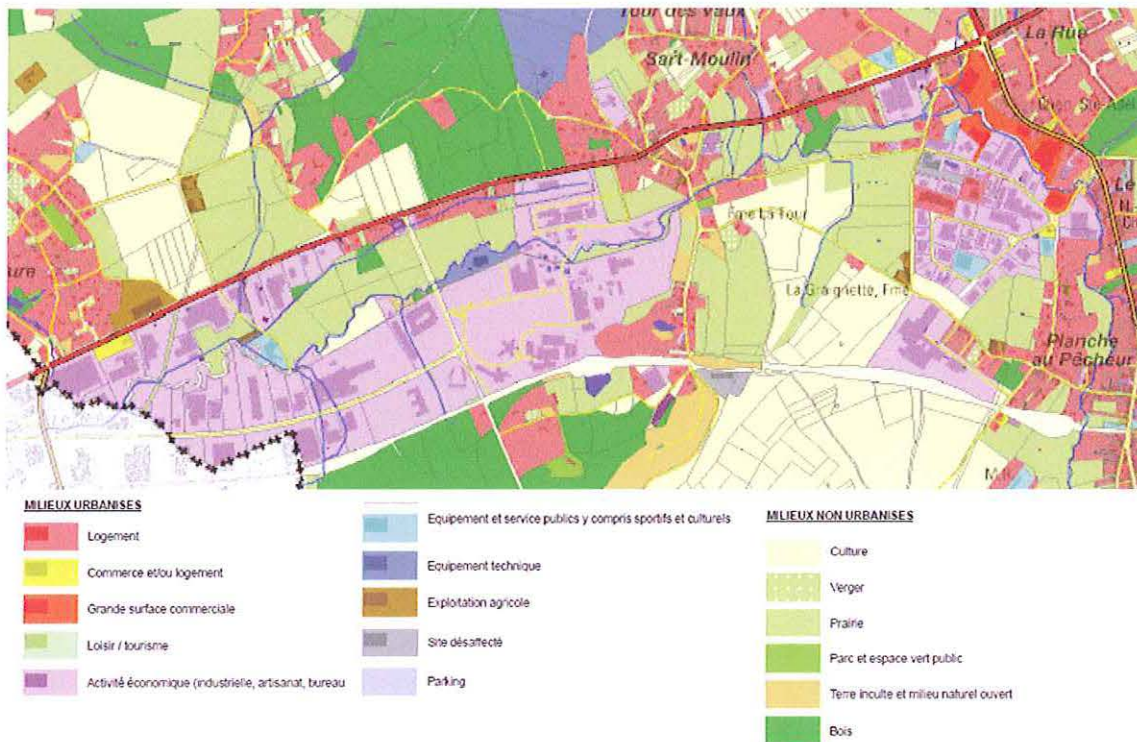 Tour des Vaux
La Rue
Sart-Moulin
Fme La Tour
La Graignette, Fme
Planche
au Pêcheur
MILIEUX URBANISES
Logement
Commerce et/ou logement
Grande surface commerciale
Loisir / tourisme
Activité économique (industrielle, artisanat, bureau
Equipement et service publics y compris sportifs et culturels
Equipement technique
Exploitation agricole
Site désaffecté
Parking
MILIEUX NON URBANISES
Culture
Verger
Prairie
Parc et espace vert public
Terre inculte et milieu naturel ouvert
Bois